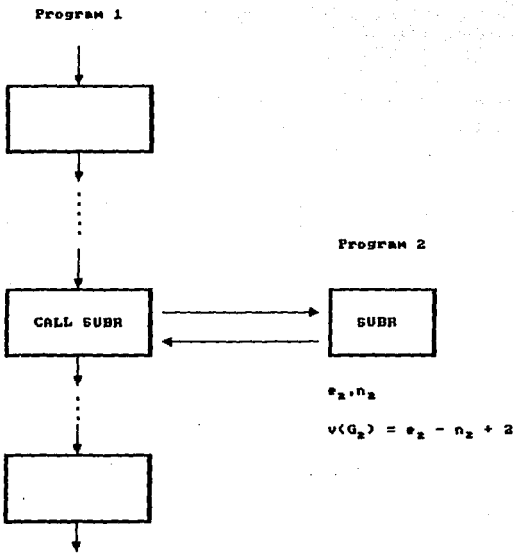 Program 1
Program 2
CALL SUBR
SUBR
e₂,n₂
v(G₂) = e₂ - n₂ + 2